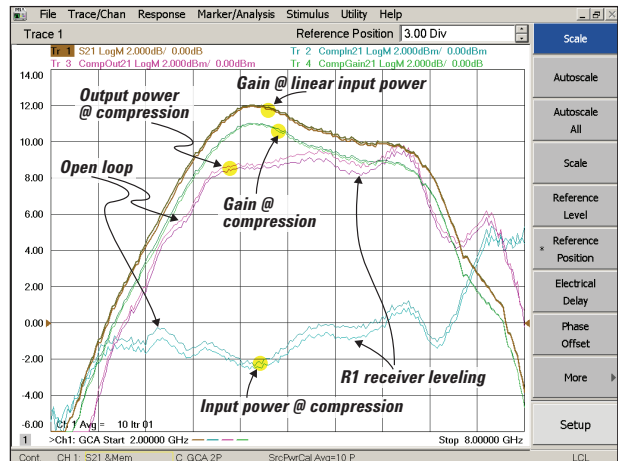 File Trace/Chan Response Marker/Analysis Stimulus Utility Help
Trace 1
Reference Position 3.00 Div
Tr 1 S21 LogM 2.000dB/ 0.00dB
Tr 2 CompIn21 LogM 2.000dBm/ 0.00dBm
Tr 3 CompOut21 LogM 2.000dBm/ 0.00dBm
Tr 4 CompGain21 LogM 2.000dB/ 0.00dB
14.00
12.00
10.00
8.00
6.00
4.00
2.00
0.00
-2.00
-4.00
-6.00
Gain @ linear input power
Output power
@ compression
Open loop
Gain @
compression
R1 receiver leveling
Input power @ compression
Ch 1 Avg = 10 Itr 01
1 >Ch1: GCA Start 2.00000 GHz
Stop 8.00000 GHz
Cont. CH 1: S21 &Mem C GCA 2P SrcPwrCal Avg=10 P LCL
Scale
Autoscale
Autoscale
All
Scale
Reference
Level
* Reference
Position
Electrical
Delay
Phase
Offset
More
Setup